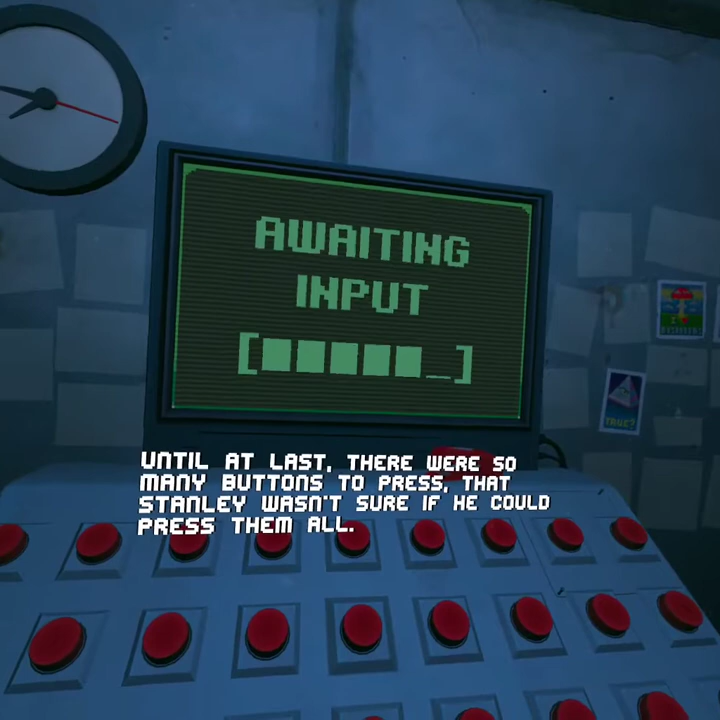 AWAITING
INPUT
[█████_]
UNTIL AT LAST, THERE WERE SO
MANY BUTTONS TO PRESS, THAT
STANLEY WASN'T SURE IF HE COULD
PRESS THEM ALL.
TRUE?